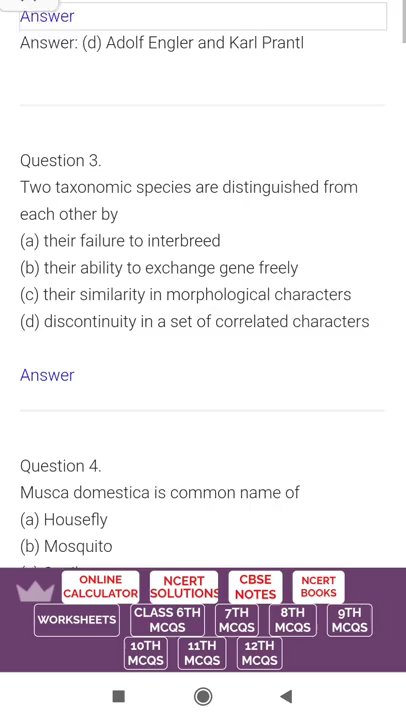 Answer
Answer: (d) Adolf Engler and Karl Prantl
Question 3.
Two taxonomic species are distinguished from
each other by
(a) their failure to interbreed
(b) their ability to exchange gene freely
(c) their similarity in morphological characters
(d) discontinuity in a set of correlated characters
Answer
Question 4.
Musca domestica is common name of
(a) Housefly
(b) Mosquito
ONLINE CALCULATOR
NCERT SOLUTIONS
CBSE NOTES
NCERT BOOKS
WORKSHEETS
CLASS 6TH MCQS
7TH MCQS
8TH MCQS
9TH MCQS
10TH MCQS
11TH MCQS
12TH MCQS